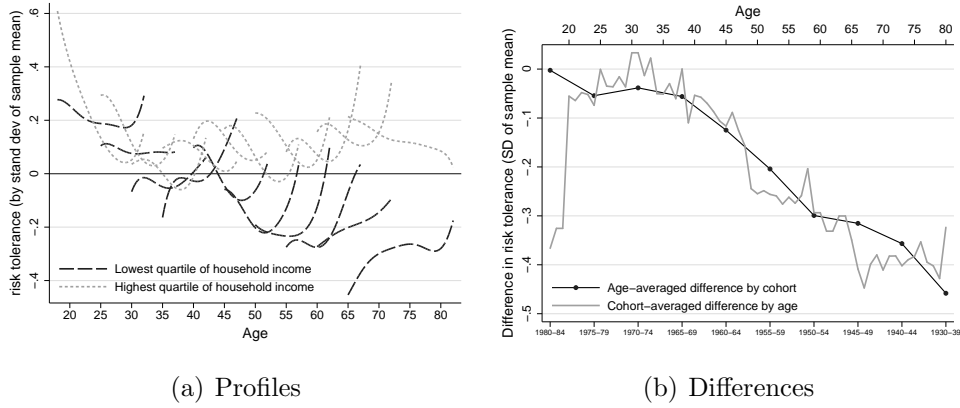 risk tolerance (by stand dev of sample mean)
.6
.4
.2
0
-.2
-.4
Lowest quartile of household income
Highest quartile of household income
20 25 30 35 40 45 50 55 60 65 70 75 80
Age
(a) Profiles
Age
20 25 30 35 40 45 50 55 60 65 70 75 80
Difference in risk tolerance (SD of sample mean)
0
-.1
-.2
-.3
-.4
-.5
Age-averaged difference by cohort
Cohort-averaged difference by age
1980-84 1975-79 1970-74 1965-69 1960-64 1955-59 1950-54 1945-49 1940-44 1930-39
(b) Differences